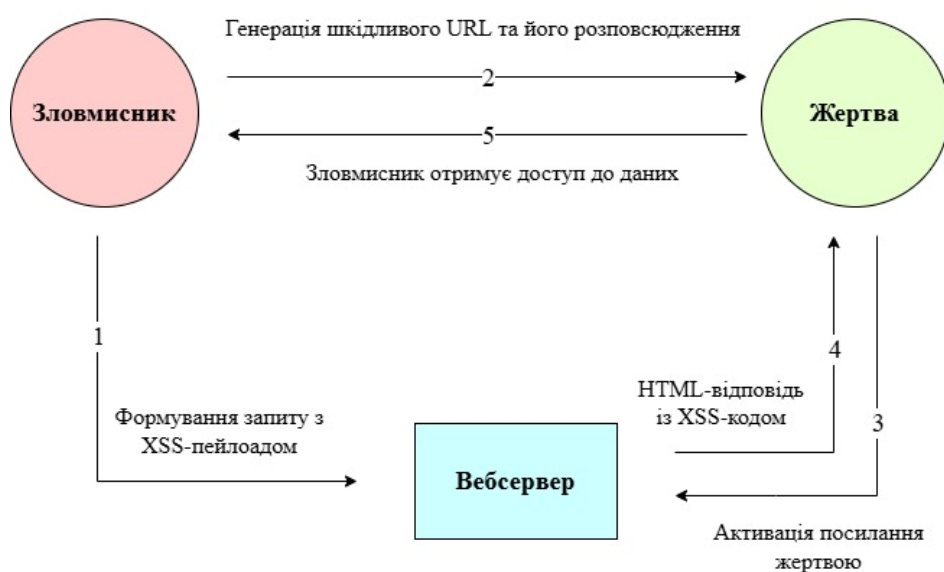 Генерація шкідливого URL та його розповсюдження
2
Зловмисник
Жертва
5
Зловмисник отримує доступ до даних
1
4
HTML-відповідь
із XSS-кодом
3
Формування запиту з
XSS-пейлоадом
Вебсервер
Активація посилання
жертвою